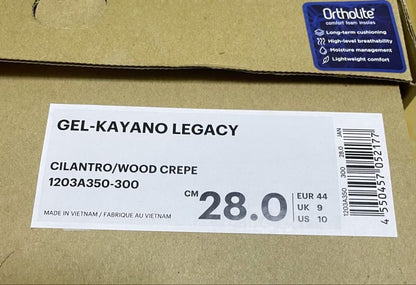 Ortholite®
comfort foam insoles
Long-term cushioning
High-level breathability
Moisture management
Lightweight comfort
GEL-KAYANO LEGACY
CILANTRO/WOOD CREPE
1203A350-300
MADE IN VIETNAM / FABRIQUE AU VIETNAM
CM 28.0
EUR 44
UK 9
US 10
1203A350 300 28.0 JAN
4 550457 052177